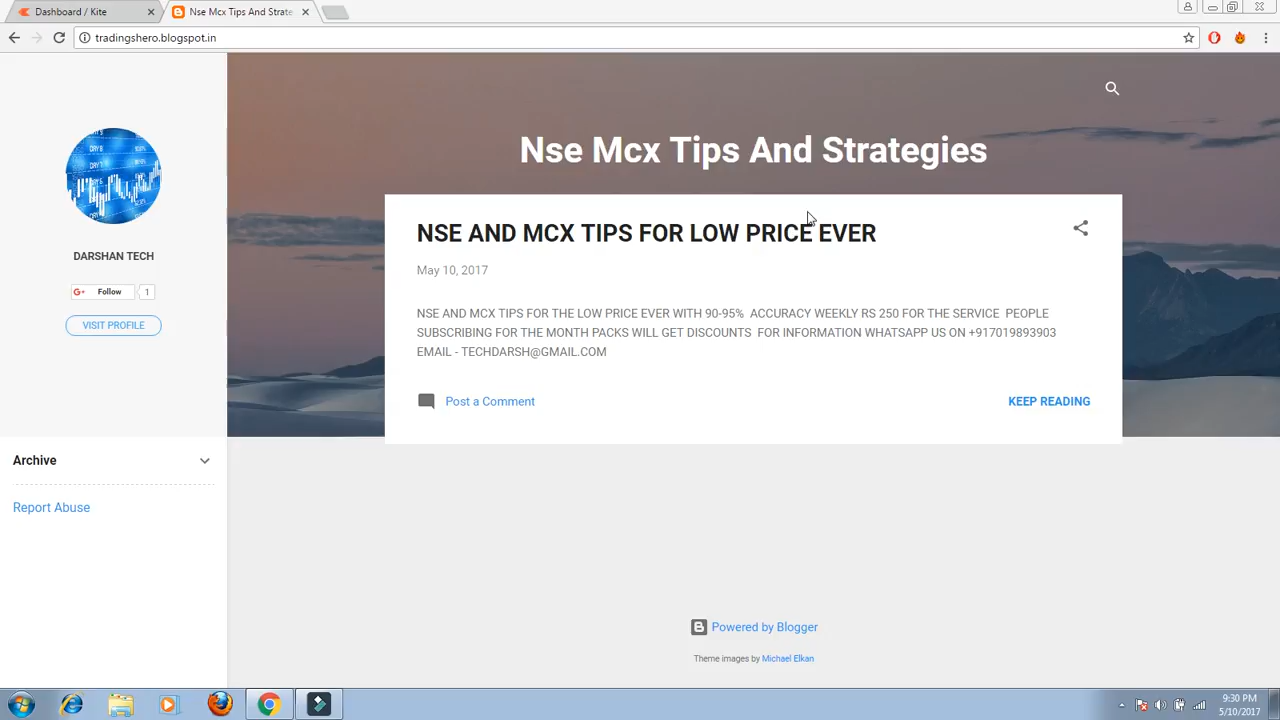 Dashboard / Kite
Nse Mcx Tips And Strate
tradingshero.blogspot.in
Nse Mcx Tips And Strategies
NSE AND MCX TIPS FOR LOW PRICE EVER
May 10, 2017
NSE AND MCX TIPS FOR THE LOW PRICE EVER WITH 90-95% ACCURACY WEEKLY RS 250 FOR THE SERVICE PEOPLE
SUBSCRIBING FOR THE MONTH PACKS WILL GET DISCOUNTS FOR INFORMATION WHATSAPP US ON +917019893903
EMAIL - TECHDARSH@GMAIL.COM
Post a Comment
KEEP READING
DARSHAN TECH
G+ Follow 1
VISIT PROFILE
Archive
Report Abuse
Powered by Blogger
Theme images by Michael Elkan
9:30 PM
5/10/2017